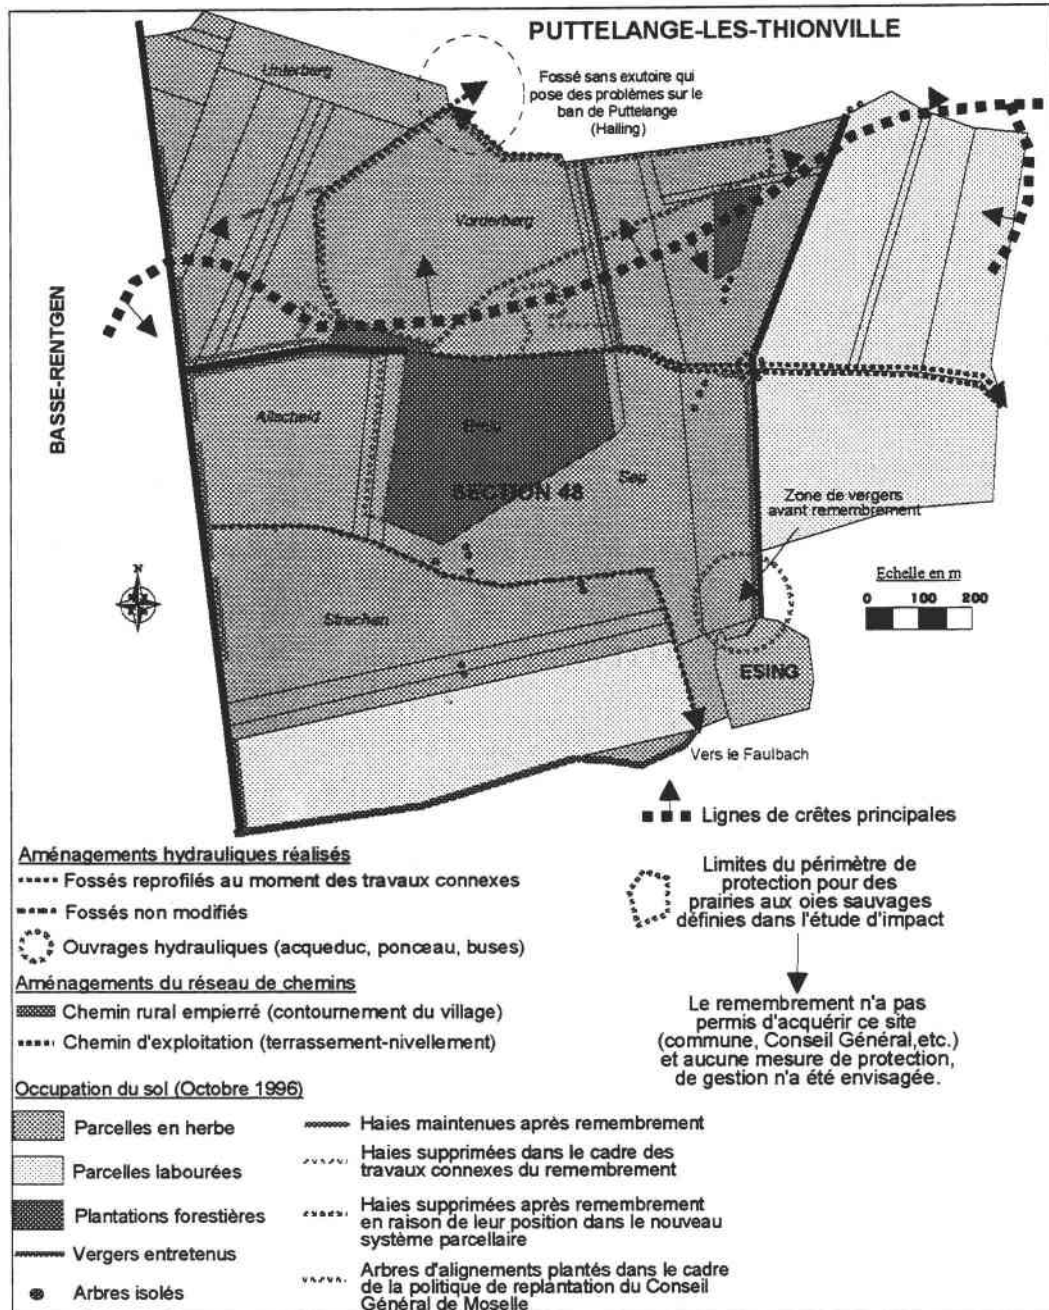 PUTTELANGE-LES-THIONVILLE
Unterberg
Fossé sans exutoire qui
pose des problèmes sur le
ban de Puttelange
(Halling)
Vorderberg
BASSE-RENTGEN
Allscheid
SECTION 48
Seg
Zone de vergers
avant remembrement
N
Echelle en m
0 100 200
Strachen
ESING
Vers le Faulbach
Lignes de crêtes principales
Aménagements hydrauliques réalisés
Fossés reprofilés au moment des travaux connexes
Fossés non modifiés
Ouvrages hydrauliques (acqueduc, ponceau, buses)
Aménagements du réseau de chemins
Chemin rural empierré (contournement du village)
Chemin d'exploitation (terrassement-nivellement)
Limites du périmètre de
protection pour des
prairies aux oies sauvages
définies dans l'étude d'impact
Le remembrement n'a pas
permis d'acquérir ce site
(commune, Conseil Général,etc.)
et aucune mesure de protection,
de gestion n'a été envisagée.
Occupation du sol (Octobre 1996)
Parcelles en herbe
Parcelles labourées
Plantations forestières
Vergers entretenus
Arbres isolés
Haies maintenues après remembrement
Haies supprimées dans le cadre des
travaux connexes du remembrement
Haies supprimées après remembrement
en raison de leur position dans le nouveau
système parcellaire
Arbres d'alignements plantés dans le cadre
de la politique de replantation du Conseil
Général de Moselle